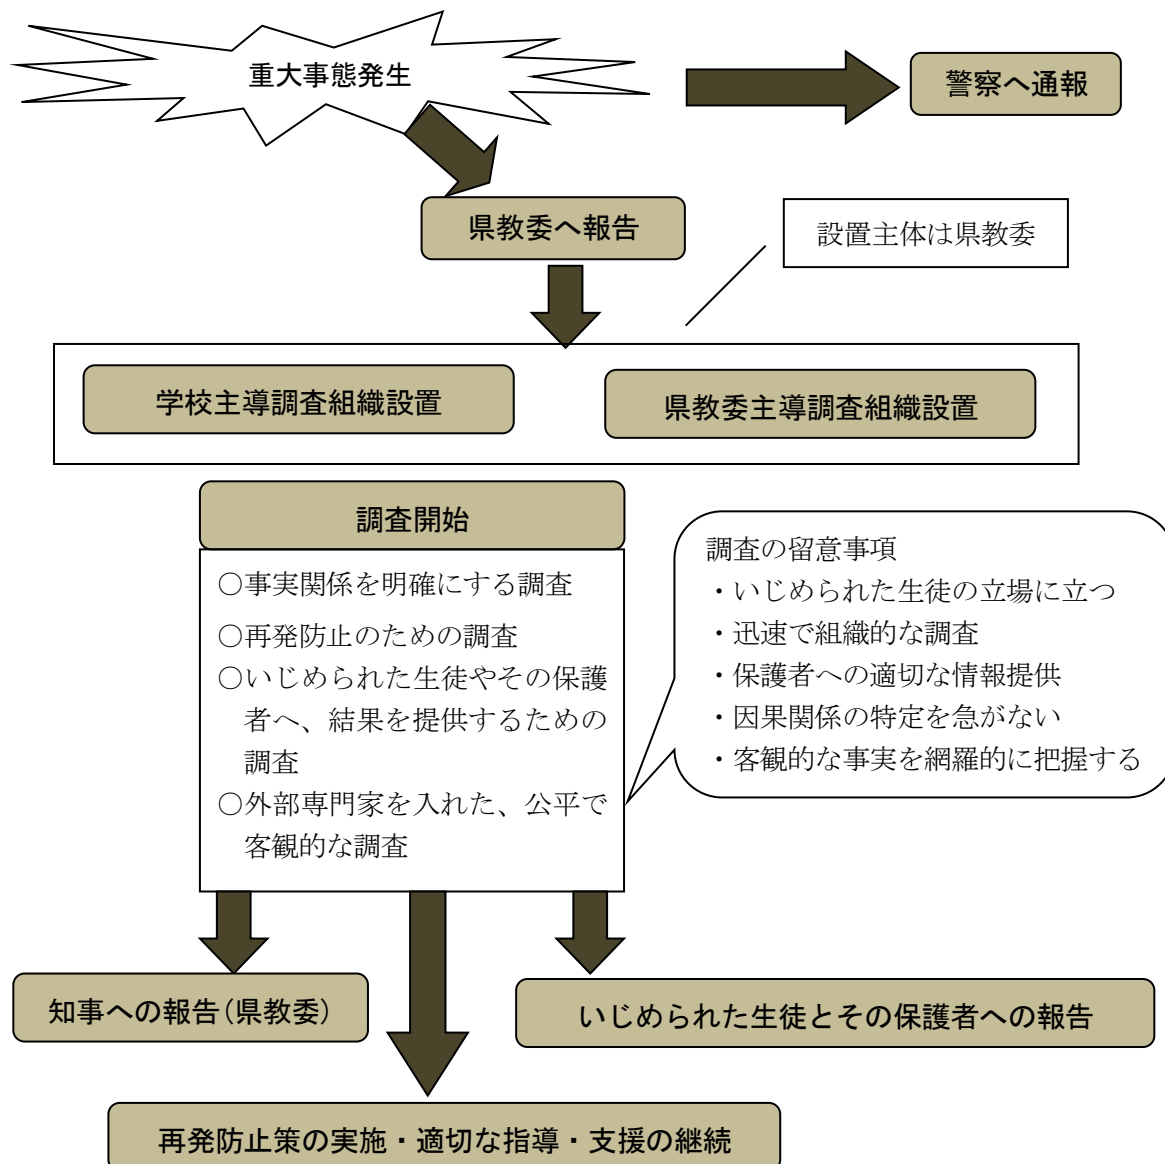 重大事態発生
警察へ通報
県教委へ報告
設置主体は県教委
学校主導調査組織設置
県教委主導調査組織設置
調査開始
○事実関係を明確にする調査
○再発防止のための調査
○いじめられた生徒やその保護
者へ、結果を提供するための
調査
○外部専門家を入れた、公平で
客観的な調査
調査の留意事項
・いじめられた生徒の立場に立つ
・迅速で組織的な調査
・保護者への適切な情報提供
・因果関係の特定を急がない
・客観的な事実を網羅的に把握する
知事への報告(県教委)
いじめられた生徒とその保護者への報告
再発防止策の実施・適切な指導・支援の継続